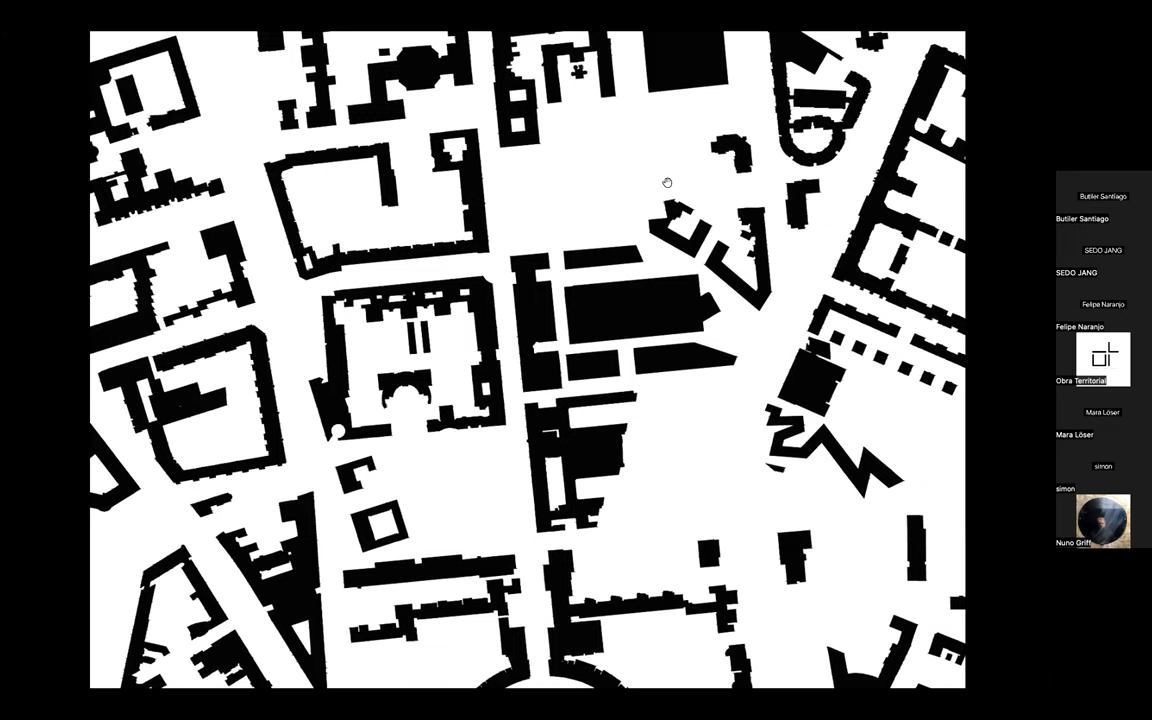 Butiler Santiago
Butiler Santiago
SEDO JANG
SEDO JANG
Felipe Naranjo
Felipe Naranjo
Obra Territorial
Mara Löser
Mara Löser
simon
simon
Nuno Griff